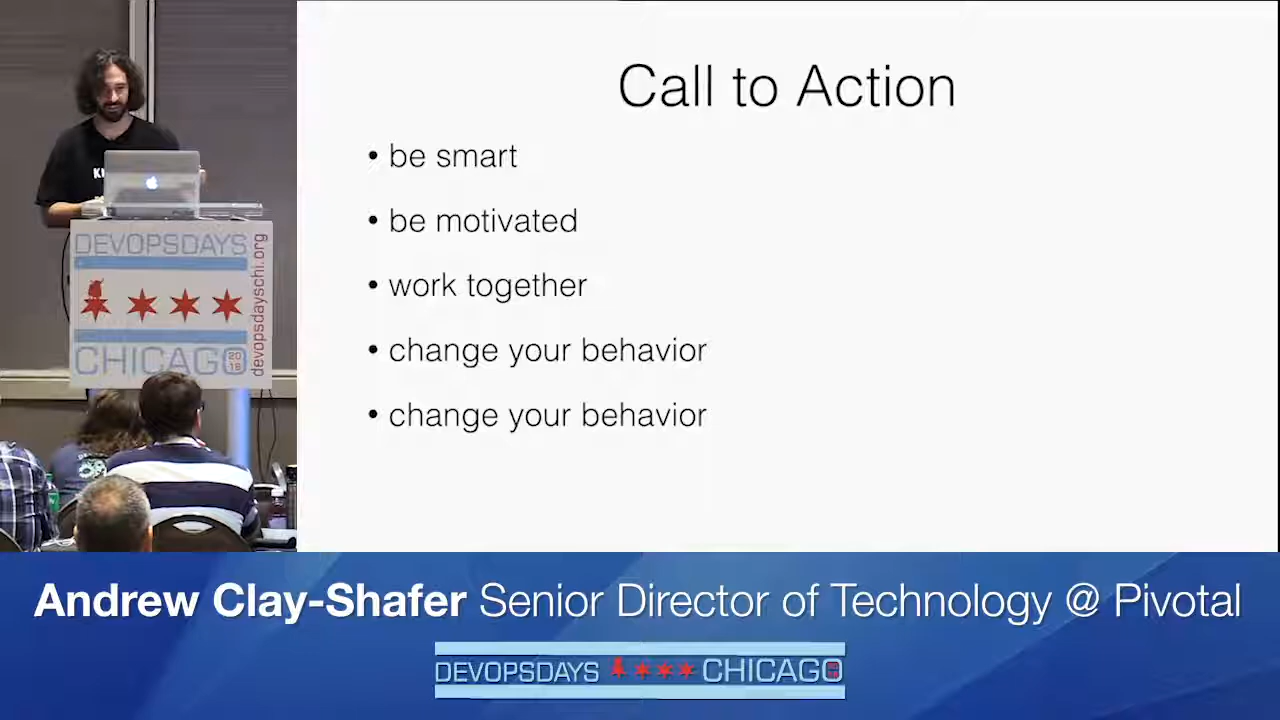 Call to Action
• be smart
• be motivated
• work together
• change your behavior
• change your behavior
DEVOPSDAYS
CHICAGO
devopsdayschi.org
Andrew Clay-Shafer Senior Director of Technology @ Pivotal
DEVOPSDAYS CHICAGO